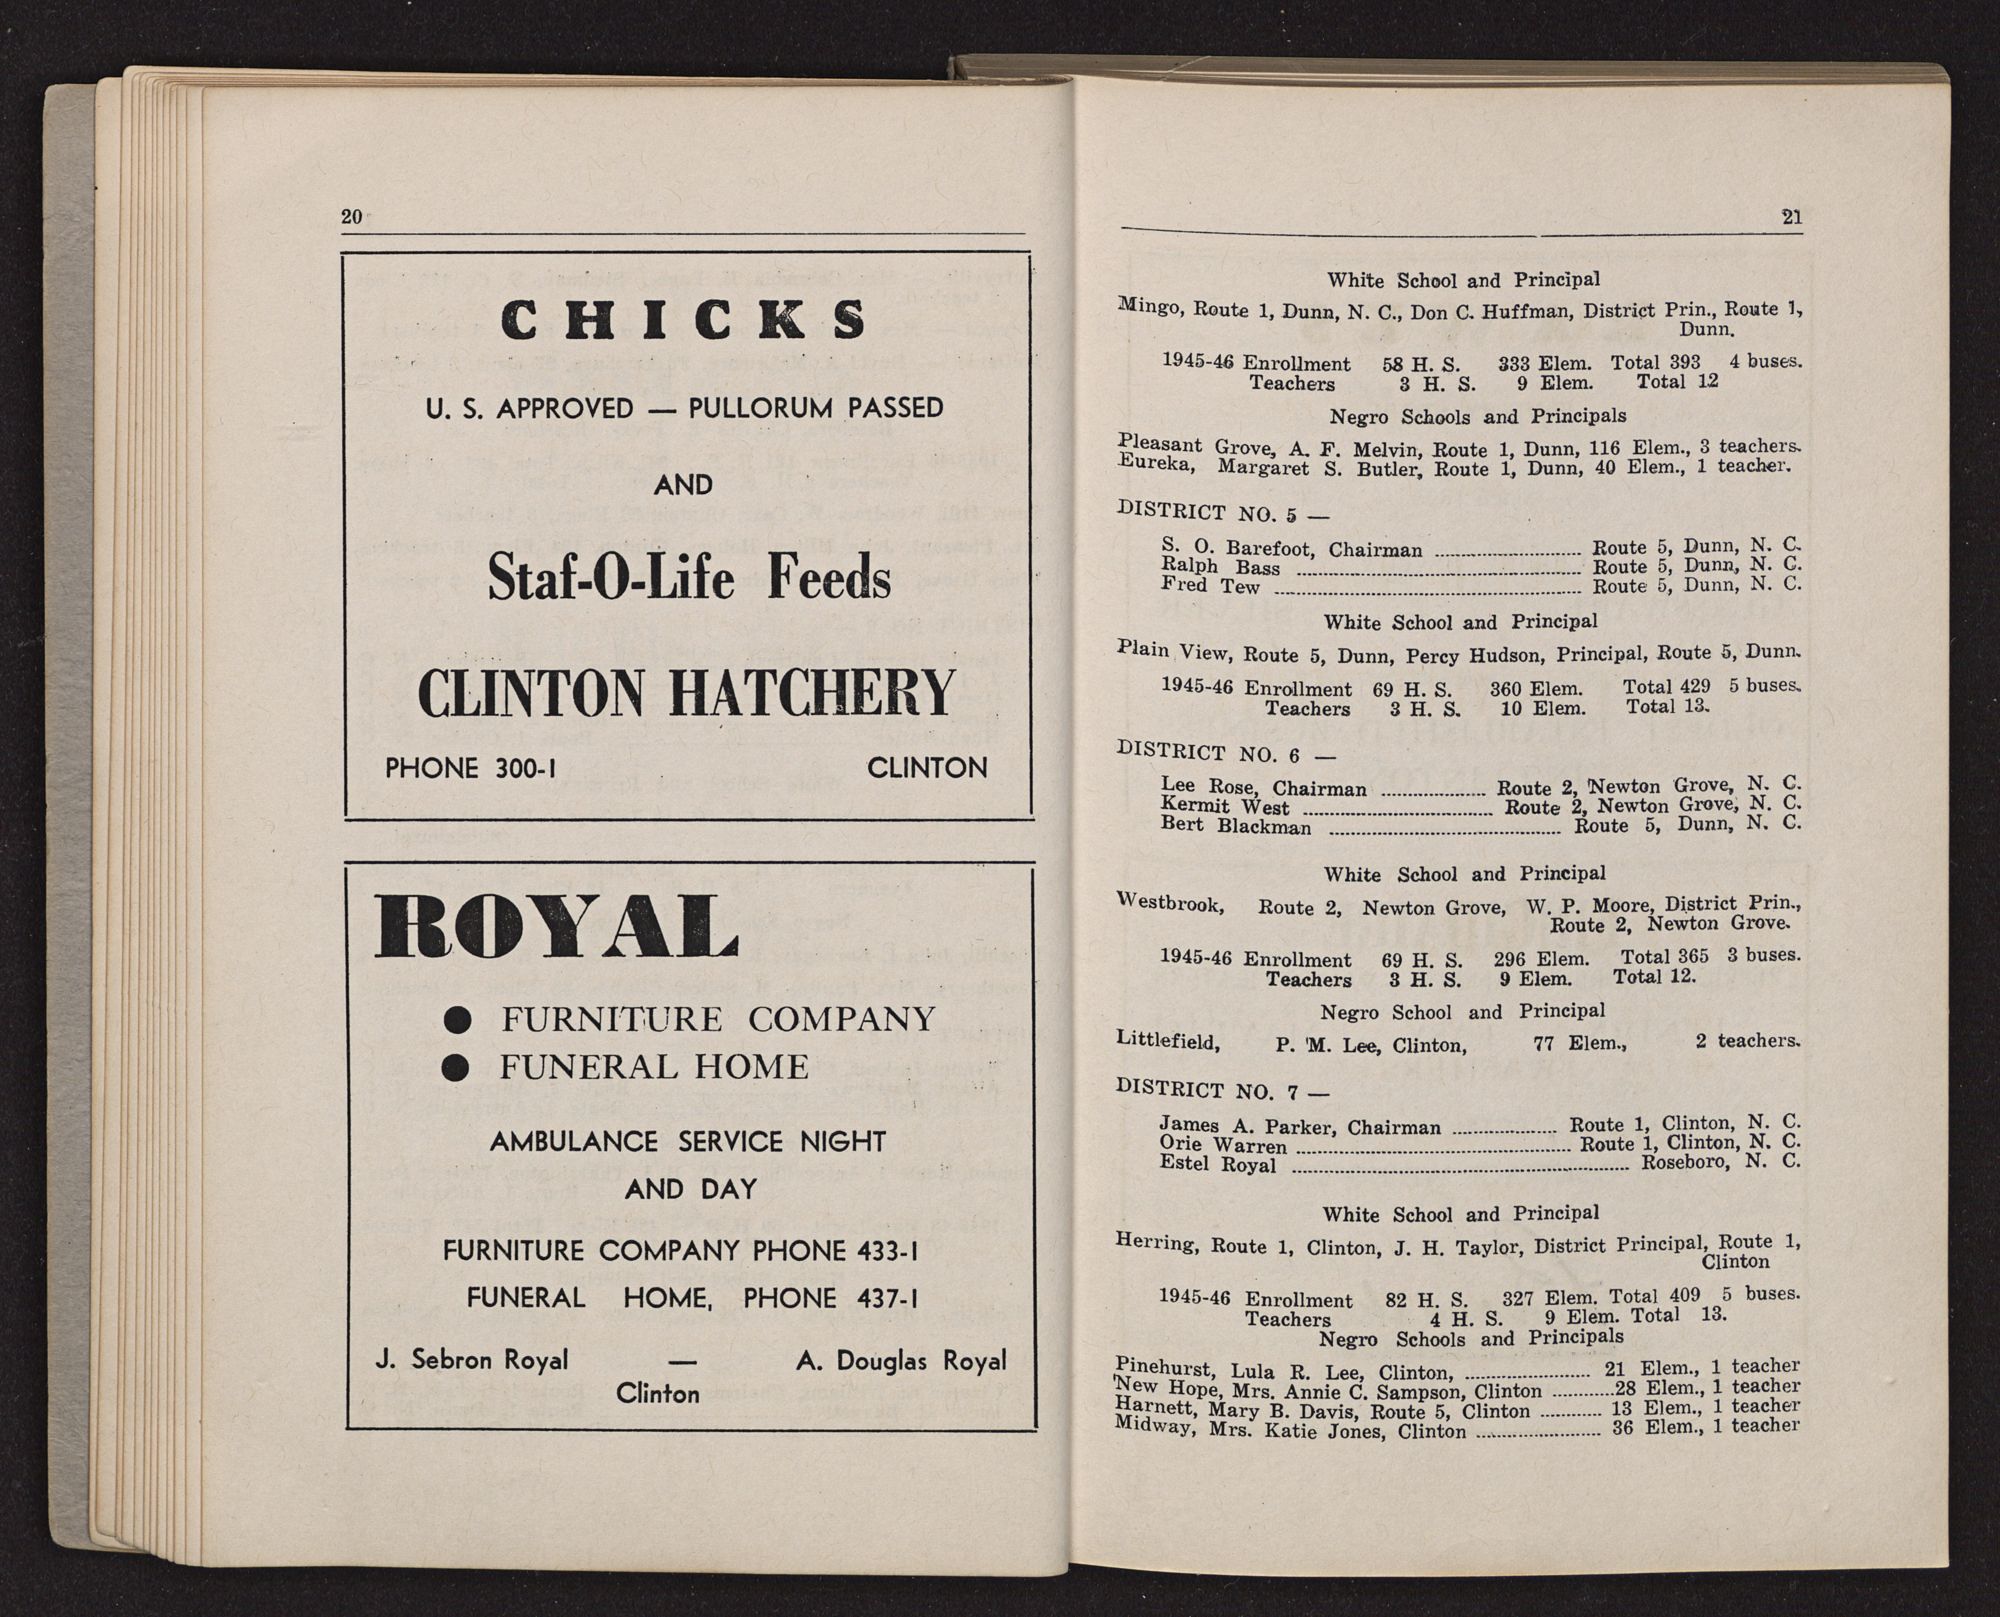 20
CHICKS
U. S. APPROVED — PULLORUM PASSED
AND
Staf-O-Life Feeds
CLINTON HATCHERY
PHONE 300-1 CLINTON
ROYAL
● FURNITURE COMPANY
● FUNERAL HOME
AMBULANCE SERVICE NIGHT
AND DAY
FURNITURE COMPANY PHONE 433-1
FUNERAL HOME, PHONE 437-1
J. Sebron Royal — A. Douglas Royal
Clinton
21
White School and Principal
Mingo, Route 1, Dunn, N. C., Don C. Huffman, District Prin., Route 1,
Dunn.
1945-46 Enrollment 58 H. S. 333 Elem. Total 393 4 buses.
Teachers 3 H. S. 9 Elem. Total 12
Negro Schools and Principals
Pleasant Grove, A. F. Melvin, Route 1, Dunn, 116 Elem., 3 teachers.
Eureka, Margaret S. Butler, Route 1, Dunn, 40 Elem., 1 teacher.
DISTRICT NO. 5 —
S. O. Barefoot, Chairman ............ Route 5, Dunn, N. C.
Ralph Bass ............ Route 5, Dunn, N. C.
Fred Tew ............ Route 5, Dunn, N. C.
White School and Principal
Plain View, Route 5, Dunn, Percy Hudson, Principal, Route 5, Dunn.
1945-46 Enrollment 69 H. S. 360 Elem. Total 429 5 buses.
Teachers 3 H. S. 10 Elem. Total 13.
DISTRICT NO. 6 —
Lee Rose, Chairman ............ Route 2, Newton Grove, N. C.
Kermit West ............ Route 2, Newton Grove, N. C.
Bert Blackman ............ Route 5, Dunn, N. C.
White School and Principal
Westbrook, Route 2, Newton Grove, W. P. Moore, District Prin.,
Route 2, Newton Grove.
1945-46 Enrollment 69 H. S. 296 Elem. Total 365 3 buses.
Teachers 3 H. S. 9 Elem. Total 12.
Negro School and Principal
Littlefield, P. M. Lee, Clinton, 77 Elem., 2 teachers.
DISTRICT NO. 7 —
James A. Parker, Chairman ............ Route 1, Clinton, N. C.
Orie Warren ............ Route 1, Clinton, N. C.
Estel Royal ............ Roseboro, N. C.
White School and Principal
Herring, Route 1, Clinton, J. H. Taylor, District Principal, Route 1,
Clinton
1945-46 Enrollment 82 H. S. 327 Elem. Total 409 5 buses.
Teachers 4 H. S. 9 Elem. Total 13.
Negro Schools and Principals
Pinehurst, Lula R. Lee, Clinton, ............ 21 Elem., 1 teacher
New Hope, Mrs. Annie C. Sampson, Clinton ............ 28 Elem., 1 teacher
Harnett, Mary B. Davis, Route 5, Clinton ............ 13 Elem., 1 teacher
Midway, Mrs. Katie Jones, Clinton ............ 36 Elem., 1 teacher